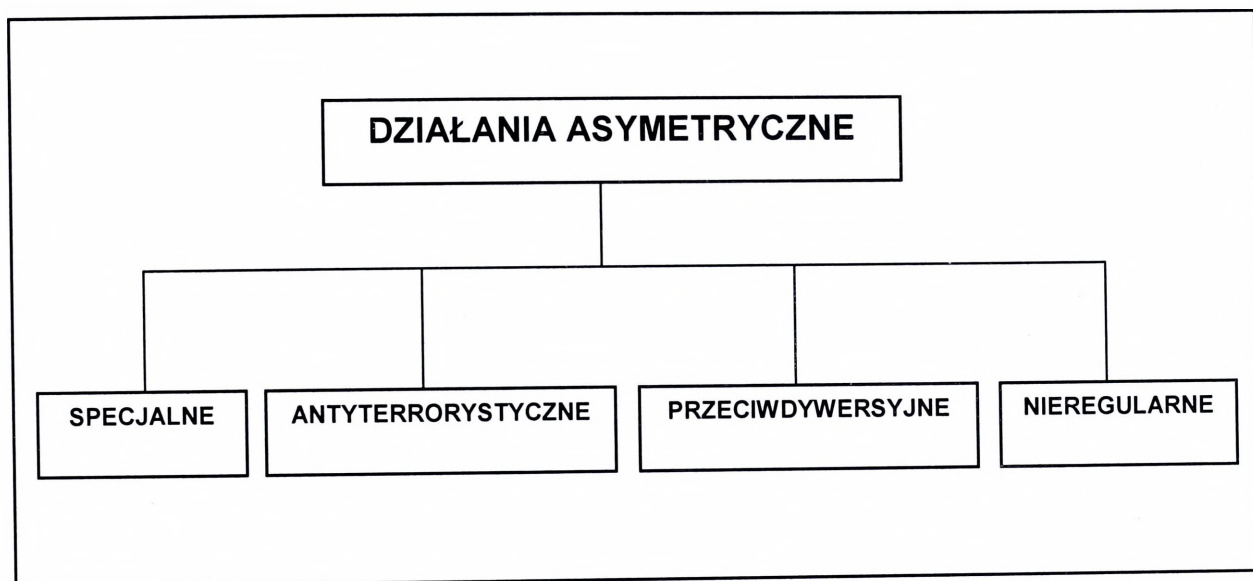 DZIAŁANIA ASYMETRYCZNE
SPECJALNE
ANTYTERRORYSTYCZNE
PRZECIWDYWERSYJNE
NIEREGULARNE